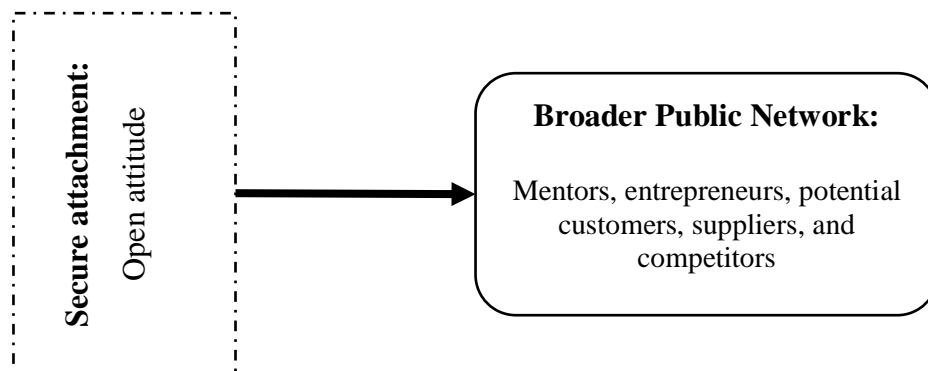 Secure attachment:
Open attitude
Broader Public Network:
Mentors, entrepreneurs, potential
customers, suppliers, and
competitors